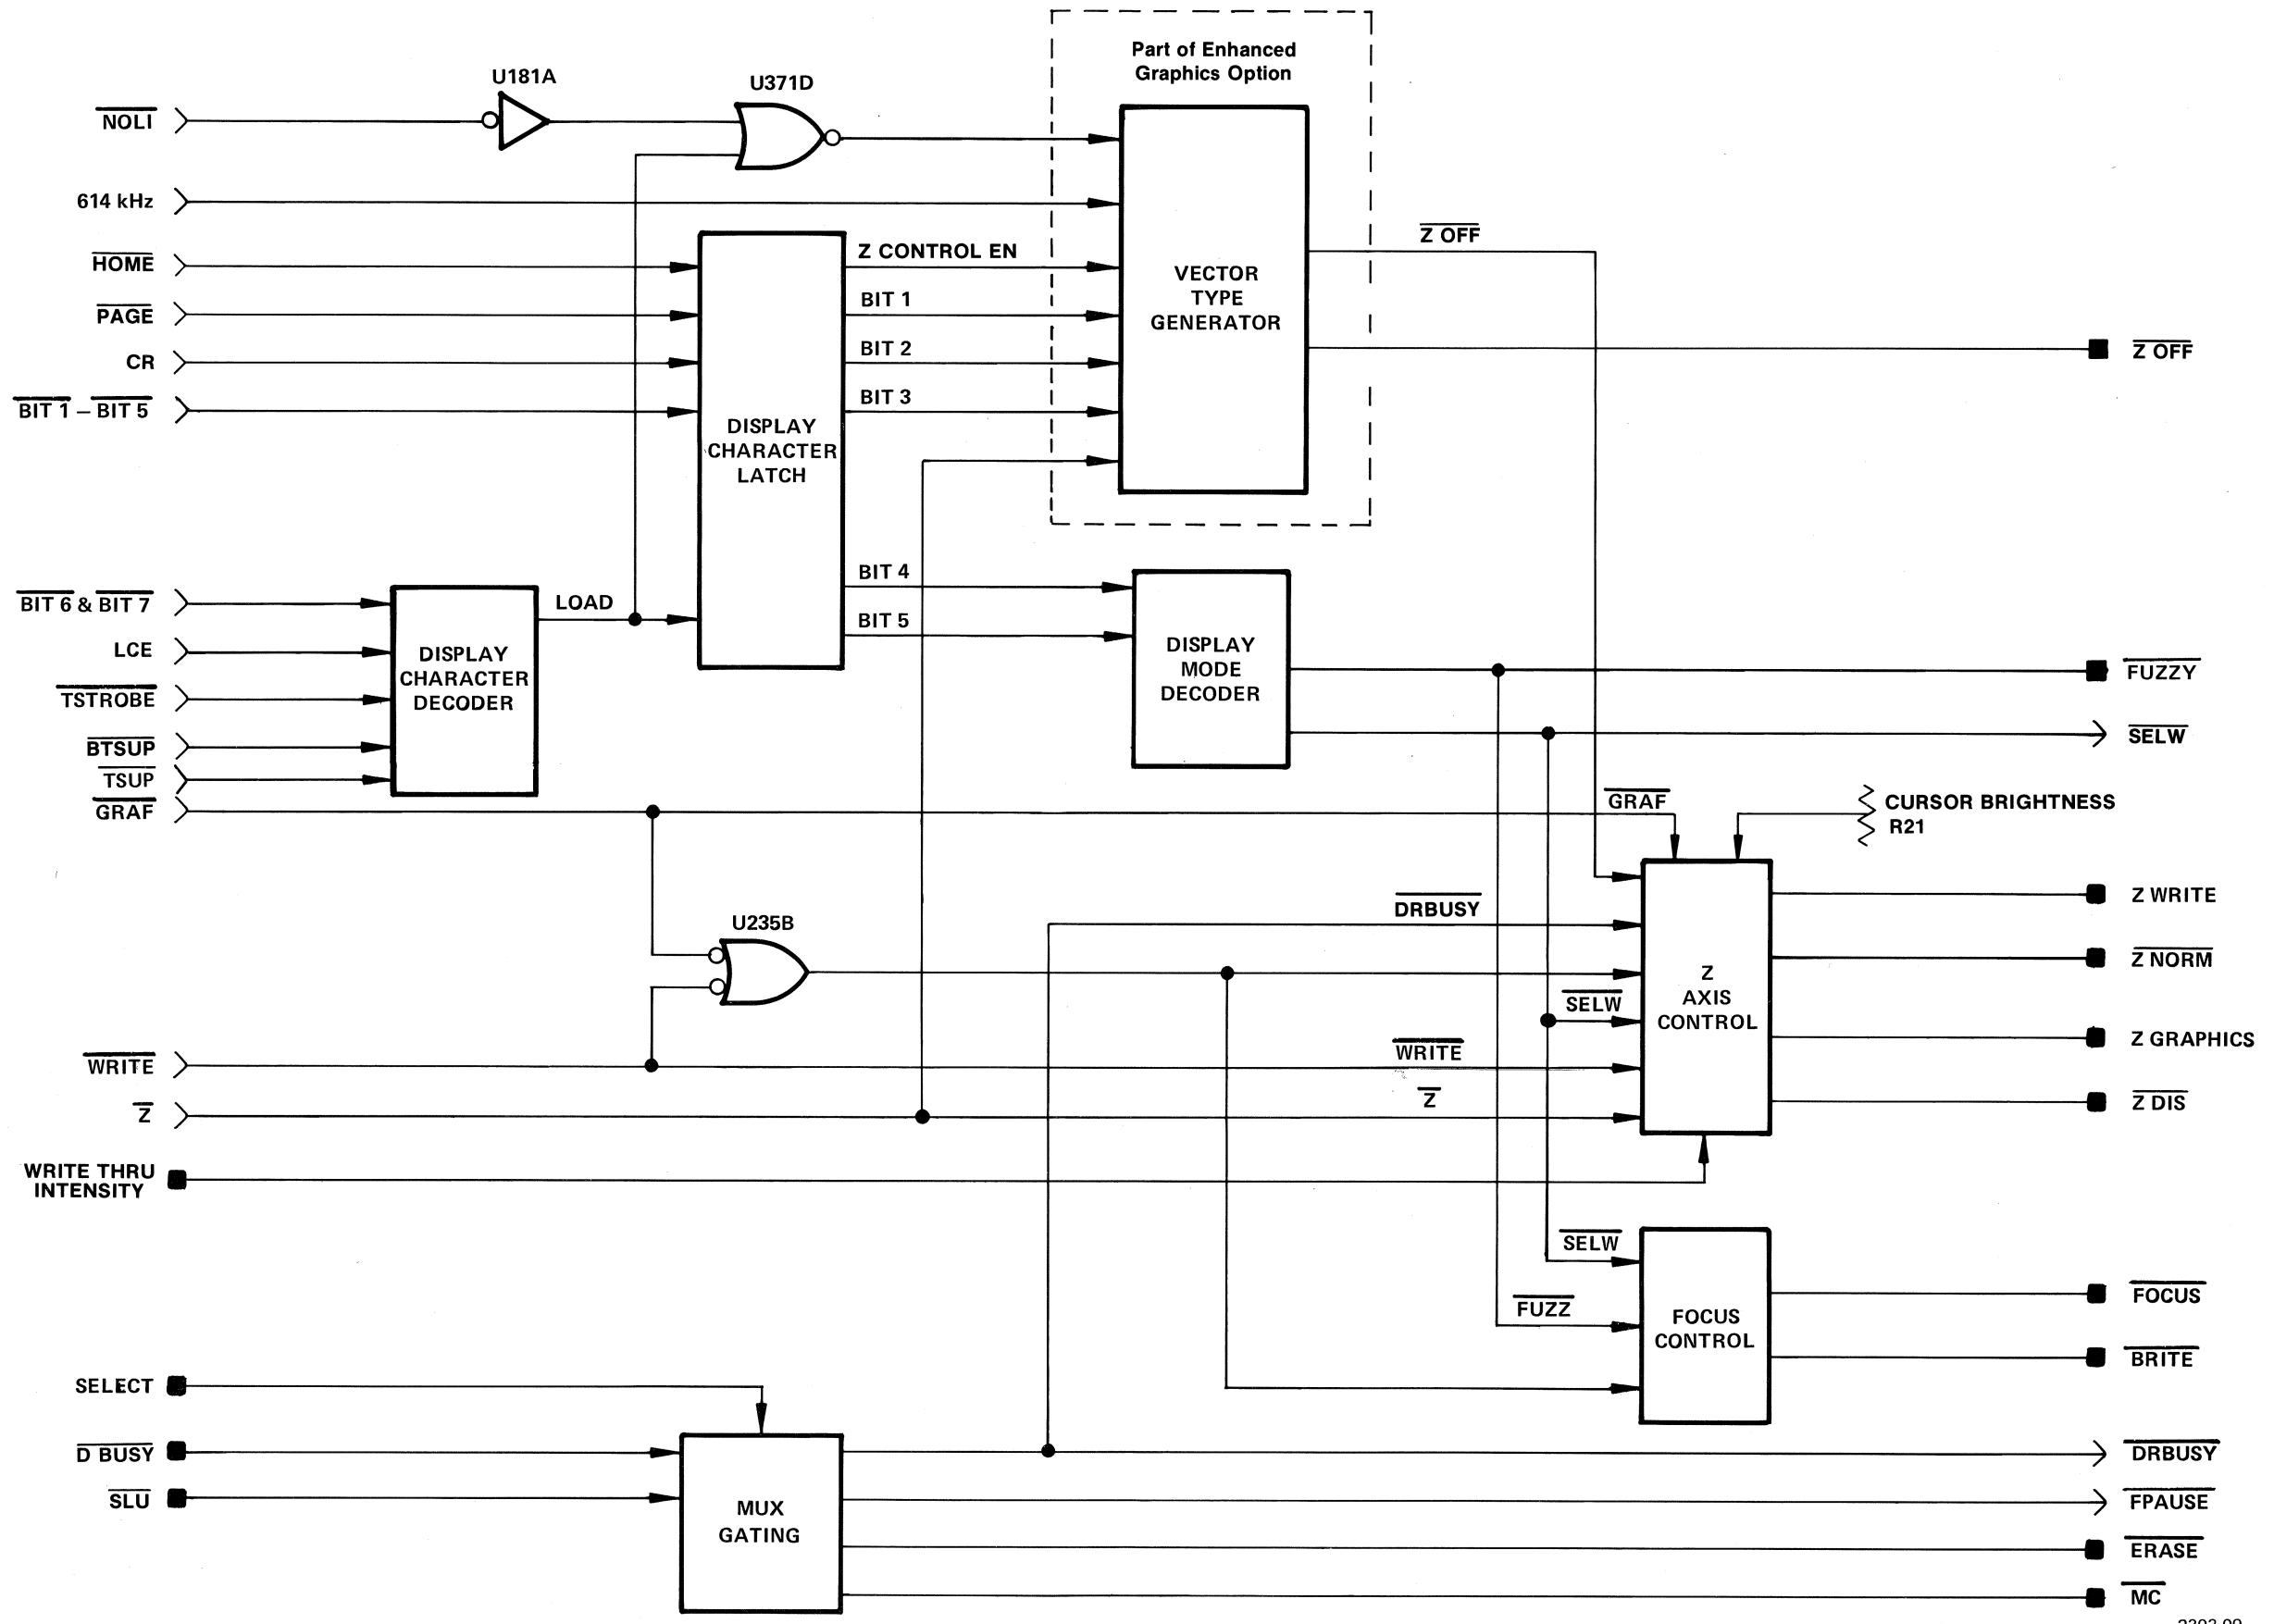 Part of Enhanced
Graphics Option
U181A
U371D
NOLI
614 kHz
HOME
PAGE
CR
BIT 1 – BIT 5
Z CONTROL EN
BIT 1
BIT 2
BIT 3
DISPLAY
CHARACTER
LATCH
VECTOR
TYPE
GENERATOR
Z OFF
Z OFF
BIT 4
BIT 5
BIT 6 & BIT 7
LCE
TSTROBE
BTSUP
TSUP
GRAF
LOAD
DISPLAY
CHARACTER
DECODER
DISPLAY
MODE
DECODER
FUZZY
SELW
GRAF
CURSOR BRIGHTNESS
R21
U235B
DRBUSY
SELW
WRITE
Z
Z
AXIS
CONTROL
Z WRITE
Z NORM
Z GRAPHICS
Z DIS
WRITE
Z
WRITE THRU
INTENSITY
SELW
FUZZ
FOCUS
CONTROL
FOCUS
BRITE
SELECT
D BUSY
SLU
MUX
GATING
DRBUSY
FPAUSE
ERASE
MC